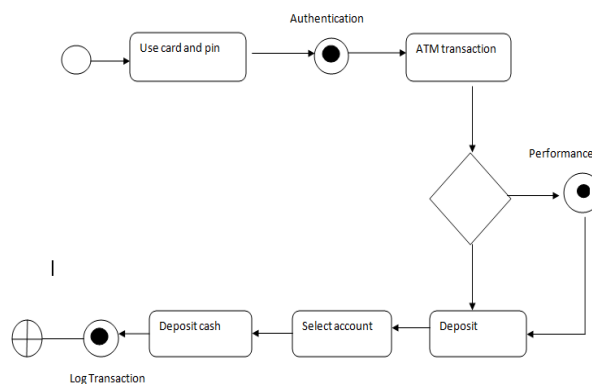 Authentication
Use card and pin
ATM transaction
Performance
Deposit cash
Select account
Deposit
Log Transaction